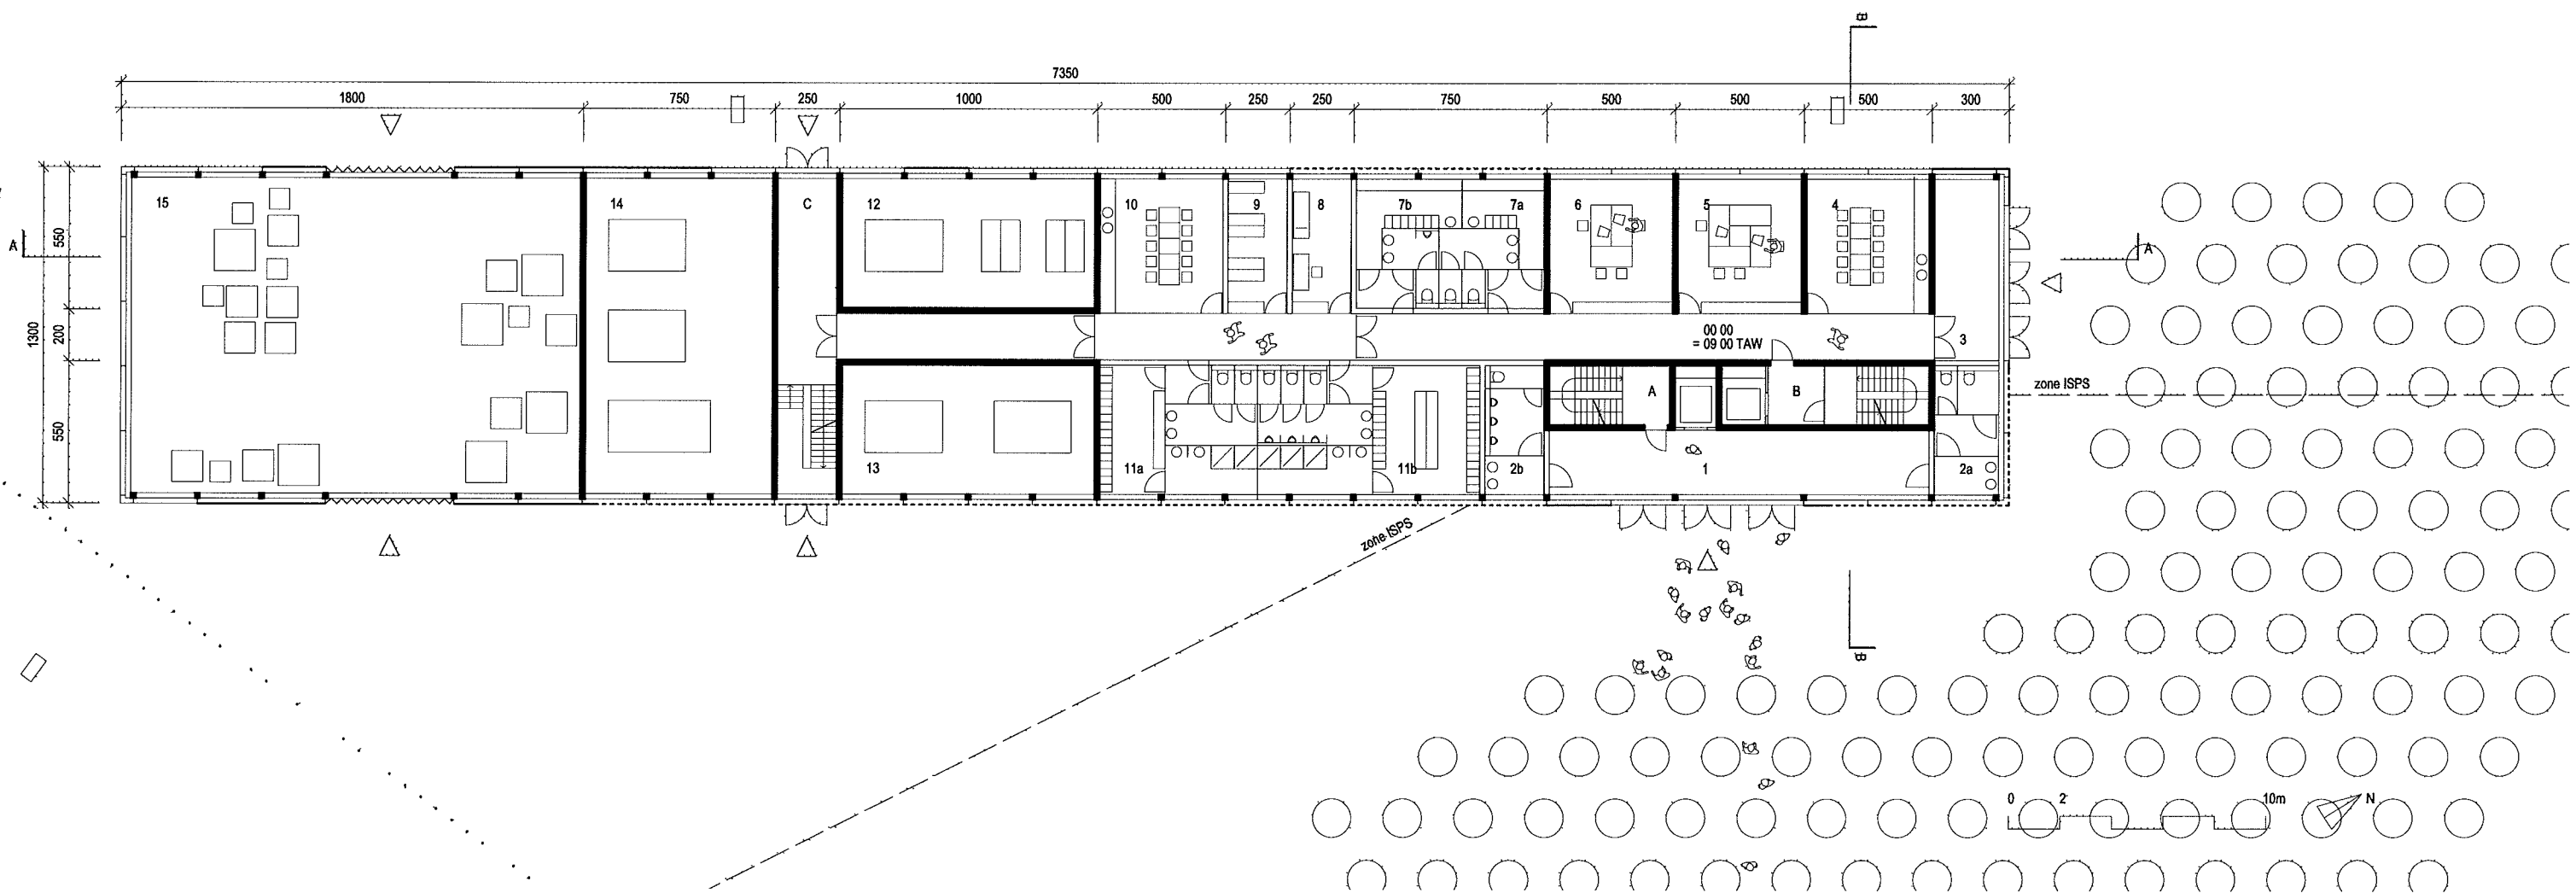 B
7350
1800 750 250 1000 500 250 250 750 500 500 500 300
15 14 C 12 10 9 8 7b 7a 6 5 4
A 550 A
1300 200
00 00
= 09 00 TAW
3
zone ISPS
A B
550
13 11a 11b 2b 1 2a
zone ISPS
B
0 2 10m N